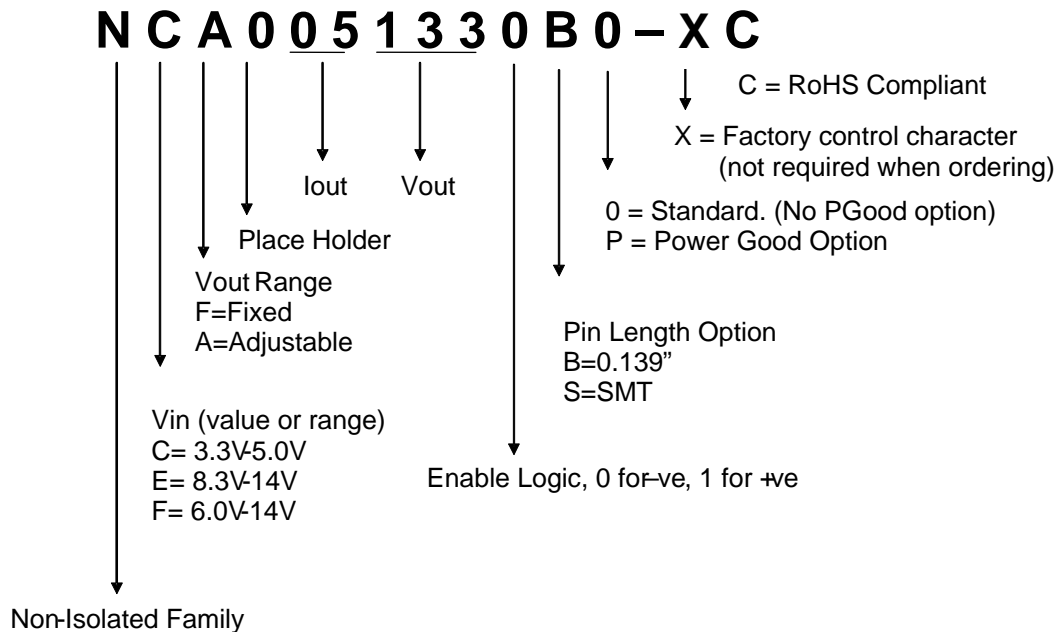 N C A 0 0 5 1 3 3 0 B 0 – X C
C = RoHS Compliant
X = Factory control character
(not required when ordering)
Iout
Vout
0 = Standard. (No PGood option)
P = Power Good Option
Place Holder
Vout Range
F=Fixed
A=Adjustable
Pin Length Option
B=0.139”
S=SMT
Vin (value or range)
C= 3.3V-5.0V
E= 8.3V-14V
F= 6.0V-14V
Enable Logic, 0 for –ve, 1 for +ve
Non-Isolated Family